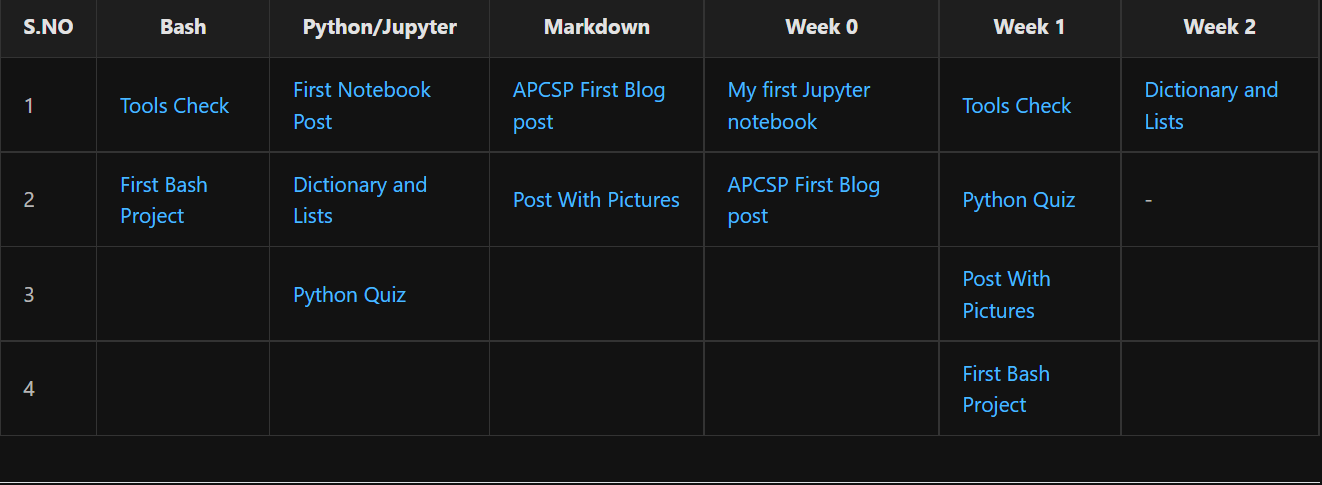 S.NO Bash Python/Jupyter Markdown Week 0 Week 1 Week 2
1 Tools Check First Notebook Post APCSP First Blog post My first Jupyter notebook Tools Check Dictionary and Lists
2 First Bash Project Dictionary and Lists Post With Pictures APCSP First Blog post Python Quiz -
3 Python Quiz Post With Pictures
4 First Bash Project